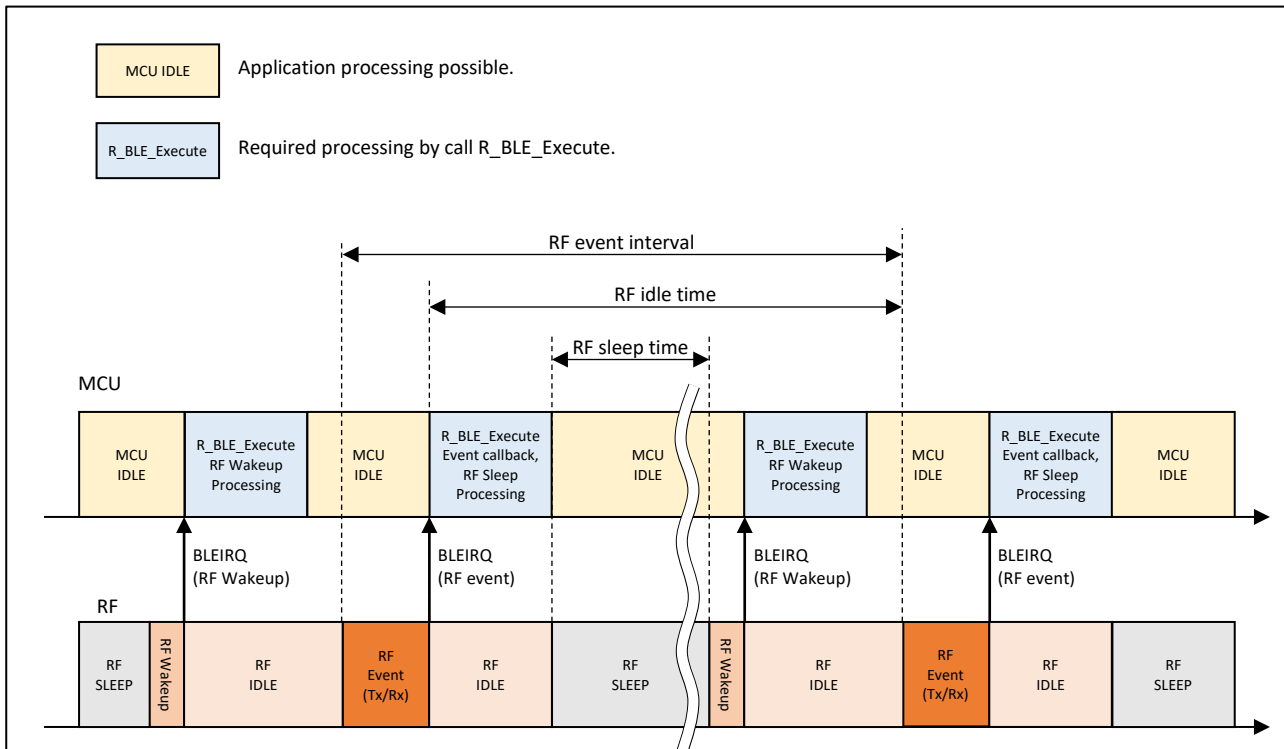 MCU IDLE
Application processing possible.
R_BLE_Execute
Required processing by call R_BLE_Execute.
RF event interval
RF idle time
RF sleep time
MCU
MCU
IDLE
R_BLE_Execute
RF Wakeup
Processing
MCU
IDLE
R_BLE_Execute
Event callback,
RF Sleep
Processing
MCU
IDLE
R_BLE_Execute
RF Wakeup
Processing
MCU
IDLE
R_BLE_Execute
Event callback,
RF Sleep
Processing
MCU
IDLE
BLEIRQ
(RF Wakeup)
BLEIRQ
(RF event)
BLEIRQ
(RF Wakeup)
BLEIRQ
(RF event)
RF
RF
SLEEP
RF Wakeup
RF
IDLE
RF
Event
(Tx/Rx)
RF
IDLE
RF
SLEEP
RF Wakeup
RF
IDLE
RF
Event
(Tx/Rx)
RF
IDLE
RF
SLEEP